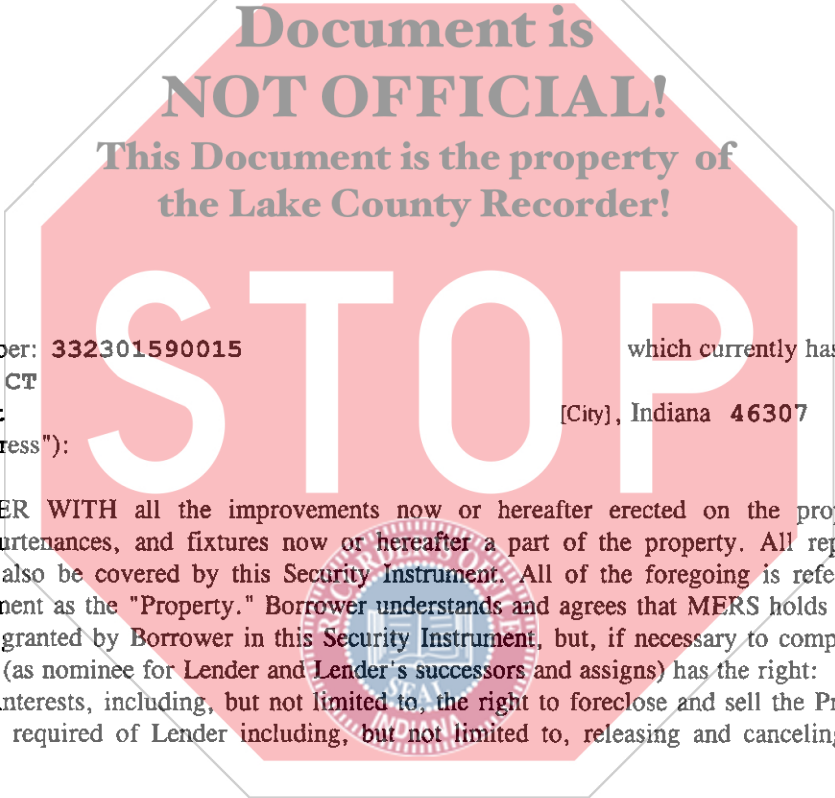 Document is
NOT OFFICIAL!
This Document is the property of
the Lake County Recorder!
STOP
ber: 332301590015 which currently has
CT
t [City], Indiana 46307
ress"):
ER WITH all the improvements now or hereafter erected on the prop
urtenances, and fixtures now or hereafter a part of the property. All rep
also be covered by this Security Instrument. All of the foregoing is refe
ment as the "Property." Borrower understands and agrees that MERS holds
granted by Borrower in this Security Instrument, but, if necessary to comp
(as nominee for Lender and Lender's successors and assigns) has the right:
nterests, including, but not limited to, the right to foreclose and sell the Pr
required of Lender including, but not limited to, releasing and canceling
SEAL
INDIANA